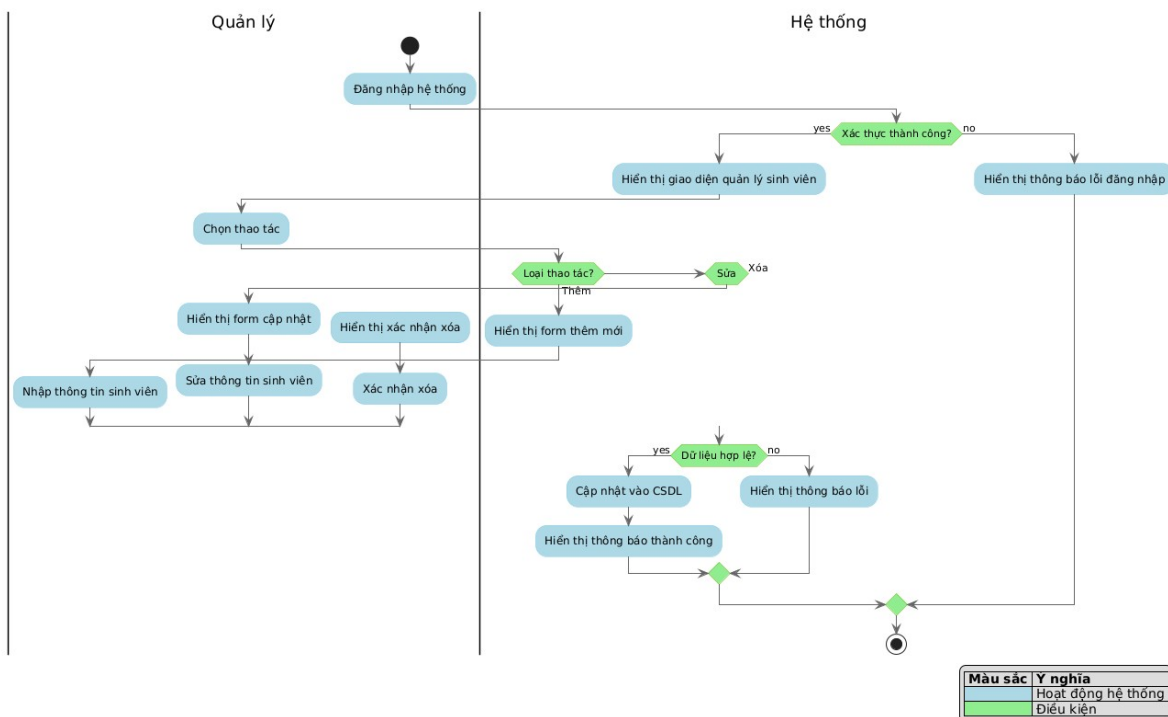 Quản lý
Hệ thống
Đăng nhập hệ thống
yes
Xác thực thành công?
no
Hiển thị giao diện quản lý sinh viên
Hiển thị thông báo lỗi đăng nhập
Chọn thao tác
Loại thao tác?
Sửa
Xóa
Thêm
Hiển thị form cập nhật
Hiển thị xác nhận xóa
Hiển thị form thêm mới
Nhập thông tin sinh viên
Sửa thông tin sinh viên
Xác nhận xóa
yes
Dữ liệu hợp lệ?
no
Cập nhật vào CSDL
Hiển thị thông báo lỗi
Hiển thị thông báo thành công
Màu sắc Ý nghĩa
Hoạt động hệ thống
Điều kiện